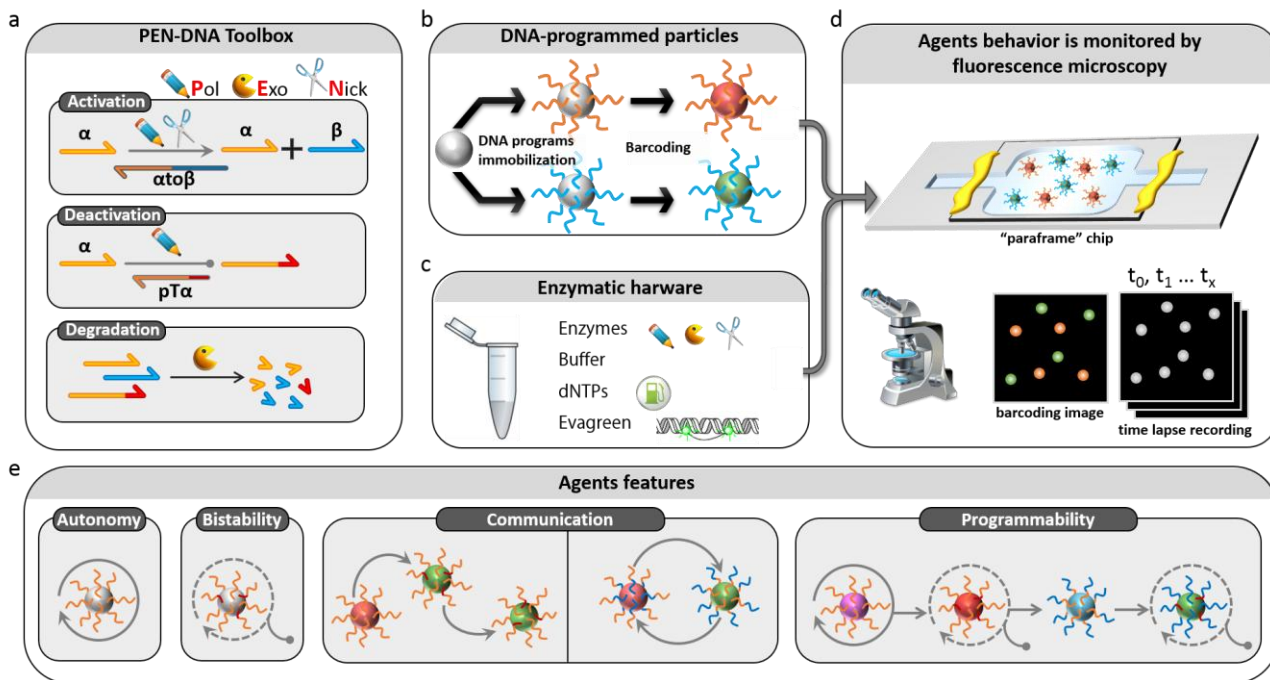 a
PEN-DNA Toolbox
Pol Exo Nick
Activation
α α β
+
αtoβ
Deactivation
α
pTα
Degradation
b
DNA-programmed particles
DNA programs
immobilization
Barcoding
c
Enzymatic harware
Enzymes
Buffer
dNTPs
Evagreen
d
Agents behavior is monitored by
fluorescence microscopy
“paraframe” chip
t0, t1 ... tx
barcoding image
time lapse recording
e
Agents features
Autonomy
Bistability
Communication
Programmability